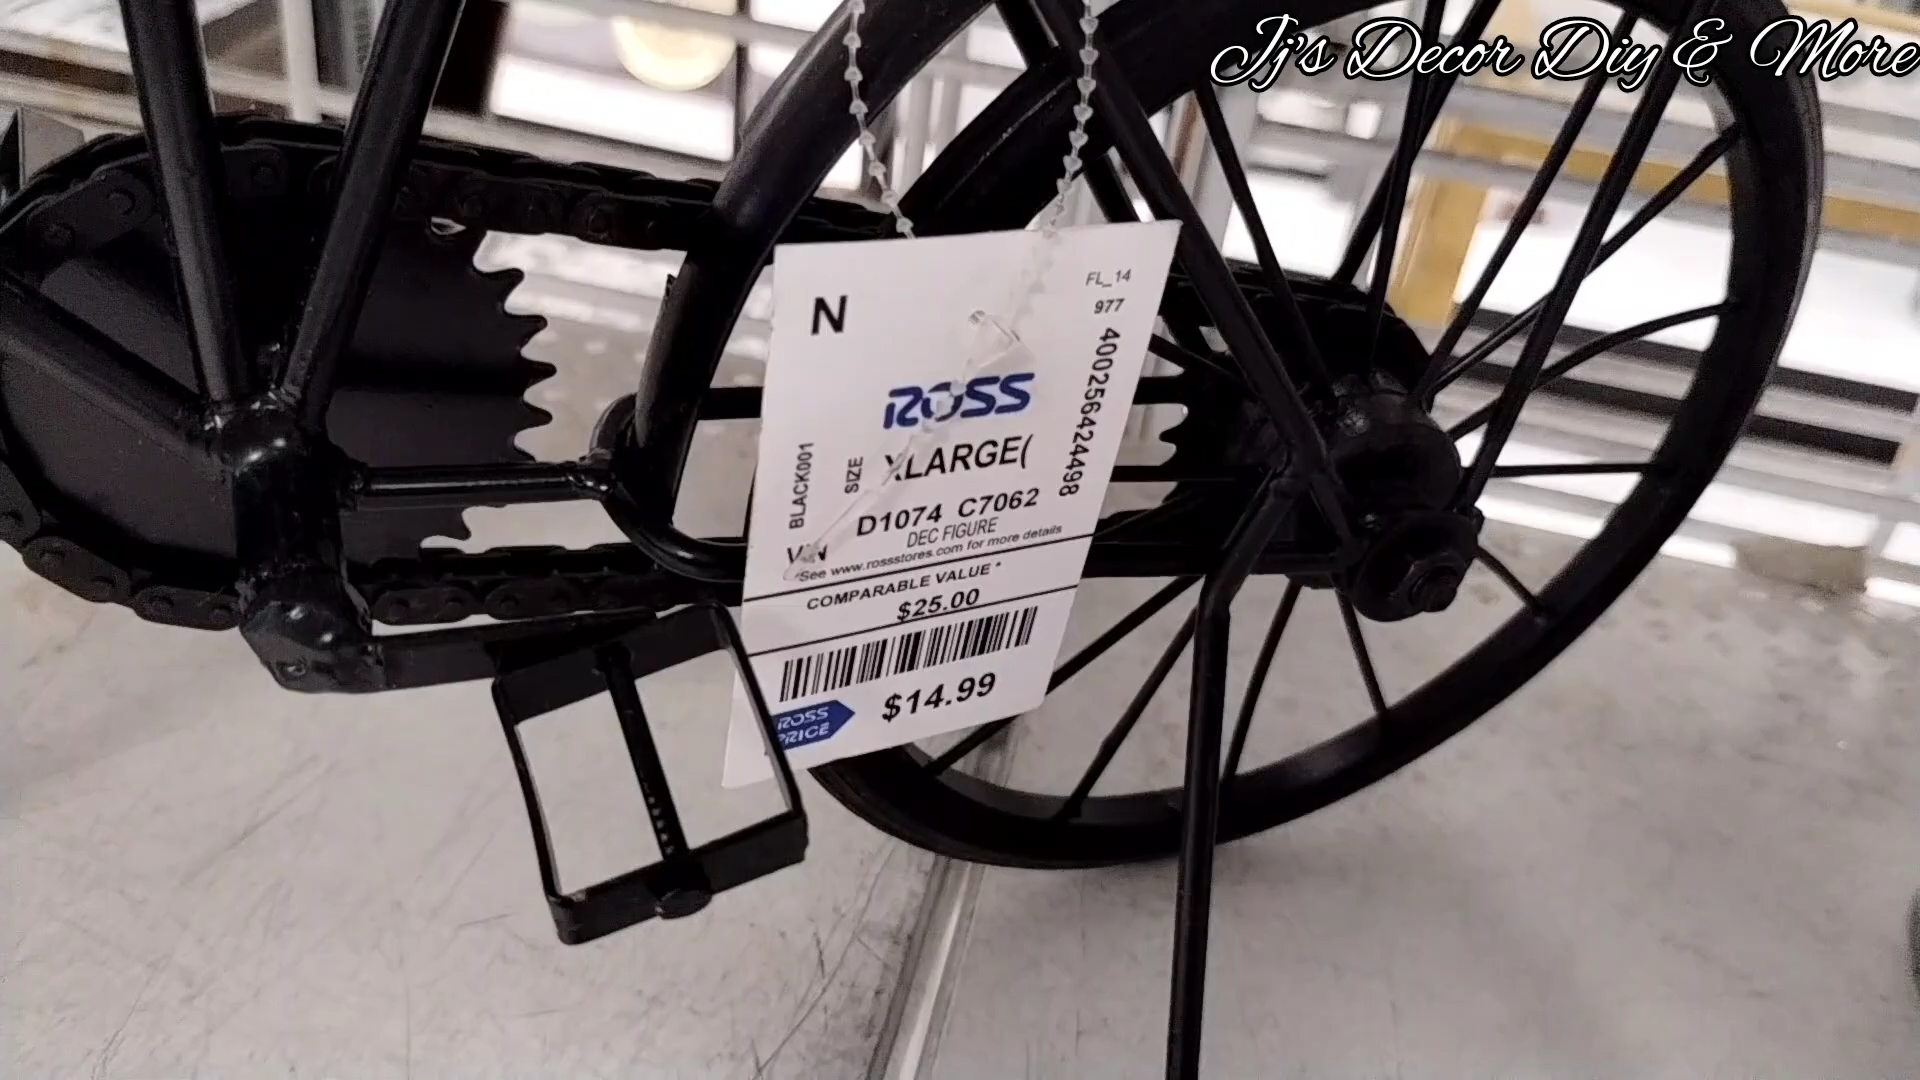 Jj's Decor Diy & More
N
FL_14
977
400256424498
ROSS
BLACK001
SIZE
XLARGE(
D1074 C7062
DEC FIGURE
See www.rossstores.com for more details
COMPARABLE VALUE *
$25.00
ROSS
PRICE
$14.99